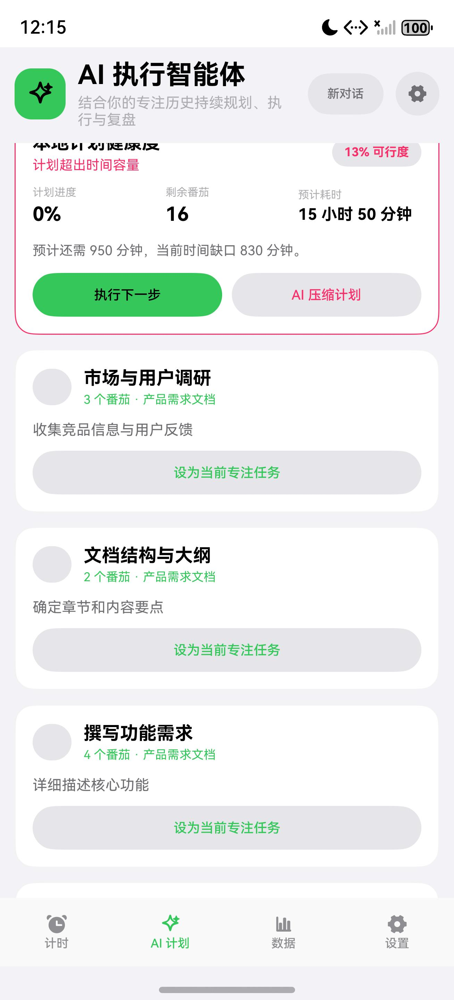 12:15
100
AI 执行智能体
结合你的专注历史持续规划、执
行与复盘
新对话
本地计划健康度
13% 可行度
计划超出时间容量
计划进度
剩余番茄
预计耗时
0%
16
15 小时 50 分钟
预计还需 950 分钟，当前时间缺口 830 分钟。
执行下一步
AI 压缩计划
市场与用户调研
3 个番茄 · 产品需求文档
收集竞品信息与用户反馈
设为当前专注任务
文档结构与大纲
2 个番茄 · 产品需求文档
确定章节和内容要点
设为当前专注任务
撰写功能需求
4 个番茄 · 产品需求文档
详细描述核心功能
设为当前专注任务
计时
AI 计划
数据
设置